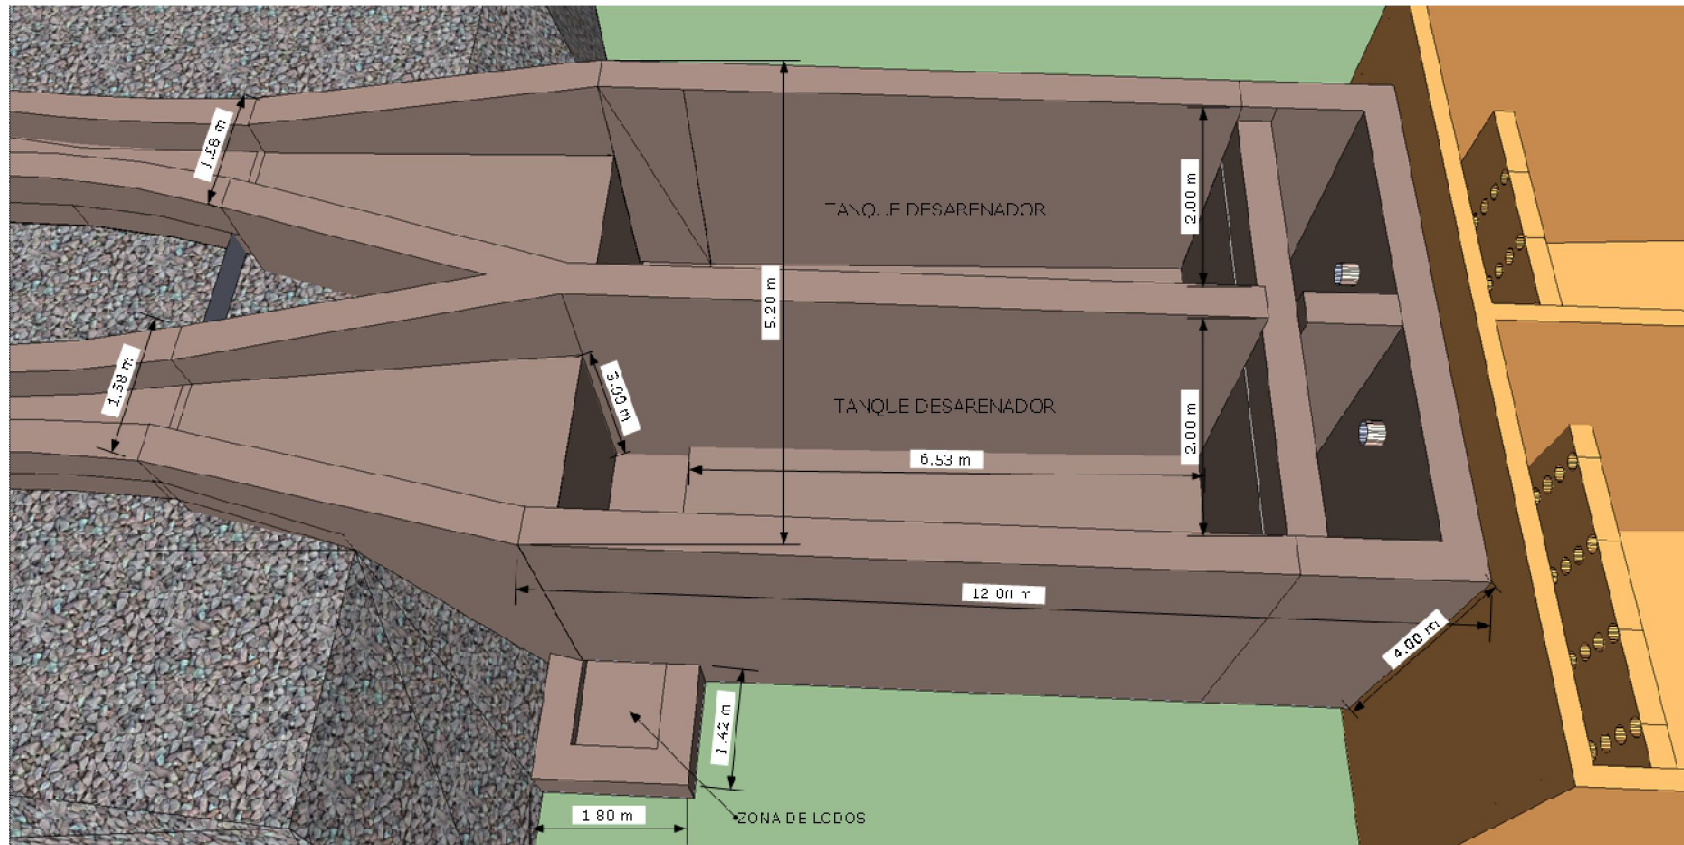 1.58 m
2.00 m
TANQUE DESARENADOR
5.20 m
1.58 m
3.00 m
TANQUE DESARENADOR
2.00 m
6.53 m
12.00 m
4.00 m
1.42 m
1.80 m
ZONA DE LODOS